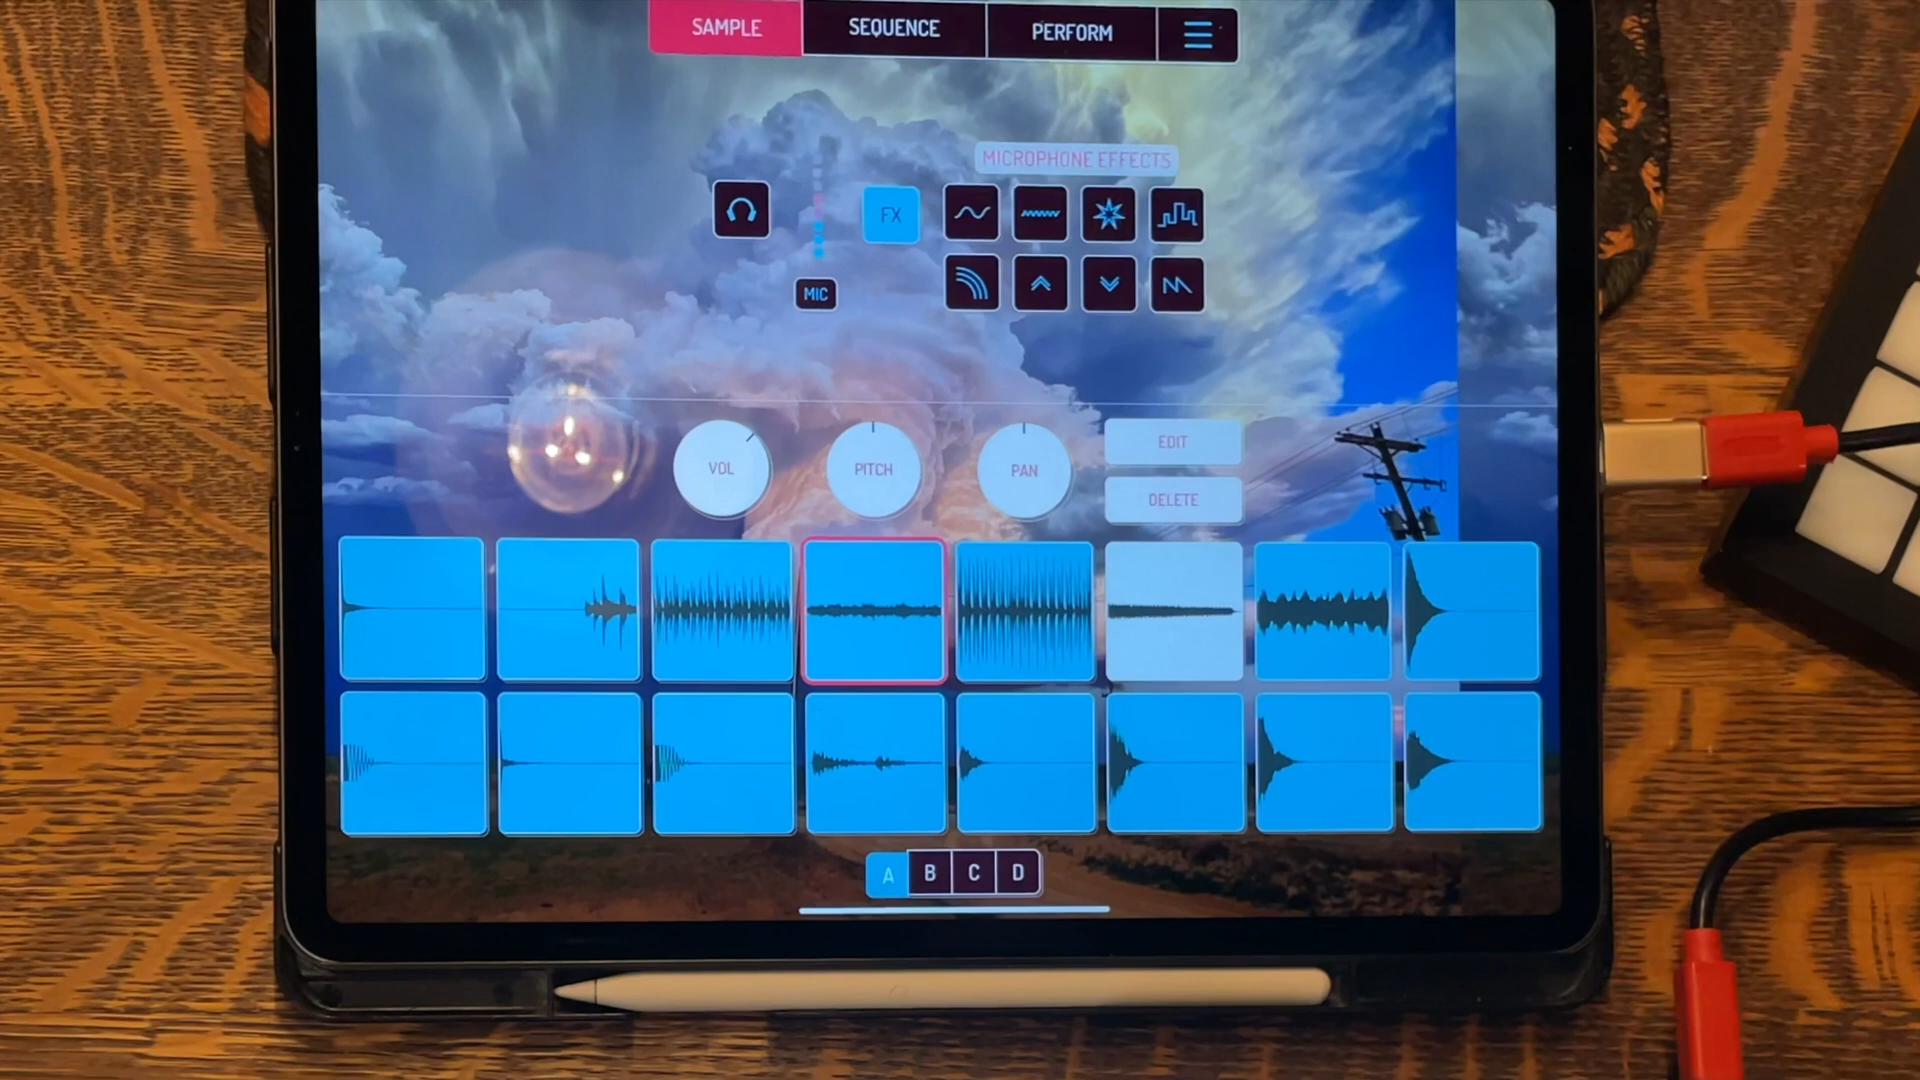 SAMPLE
SEQUENCE
PERFORM
MICROPHONE EFFECTS
FX
MIC
VOL
PITCH
PAN
EDIT
DELETE
A
B
C
D